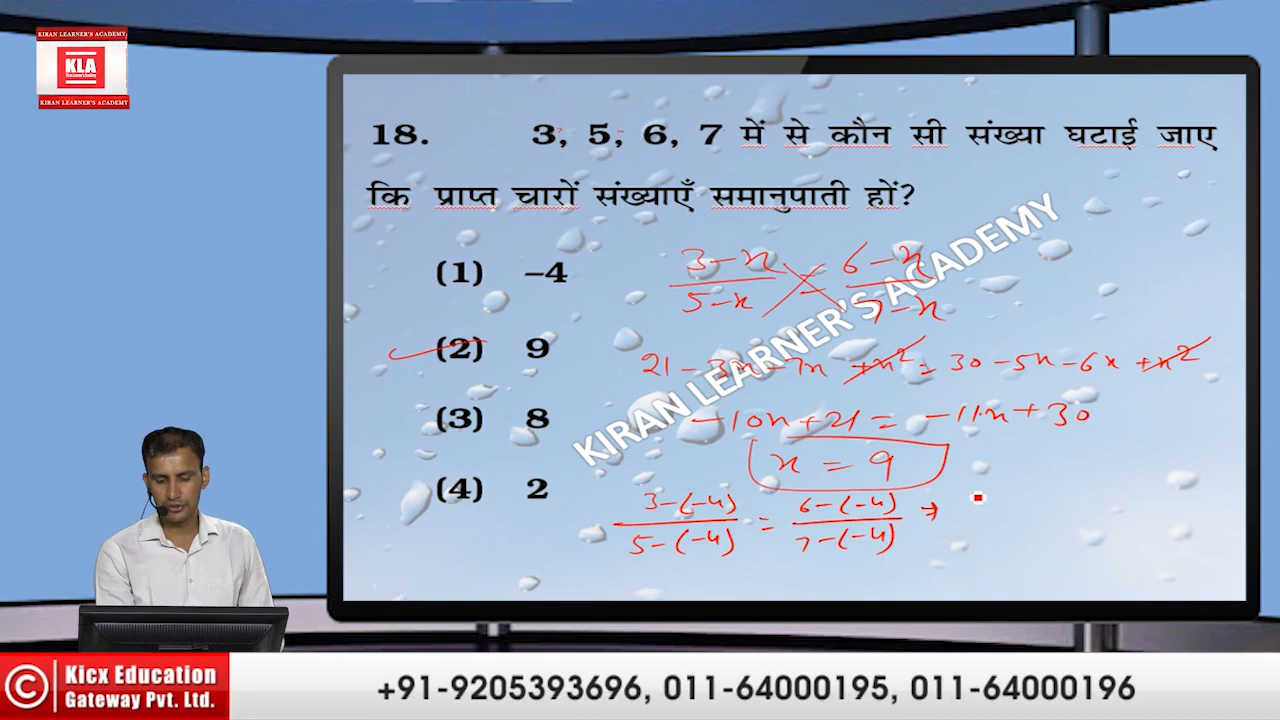 KIRAN LEARNER'S ACADEMY
KLA
Kiran Learner's Academy
KIRAN LEARNER'S ACADEMY
18. 3, 5, 6, 7 में से कौन सी संख्या घटाई जाए
कि प्राप्त चारों संख्याएँ समानुपाती हों?
(1) –4
(2) 9
(3) 8
(4) 2
3-x / 5-x = 6-x / 7-x
21 - 3x - 7x + x² = 30 - 5x - 6x + x²
-10x + 21 = -11x + 30
x = 9
3-(-4) / 5-(-4) = 6-(-4) / 7-(-4) →
KIRAN LEARNER'S ACADEMY
C Kicx Education
Gateway Pvt. Ltd.
+91-9205393696, 011-64000195, 011-64000196